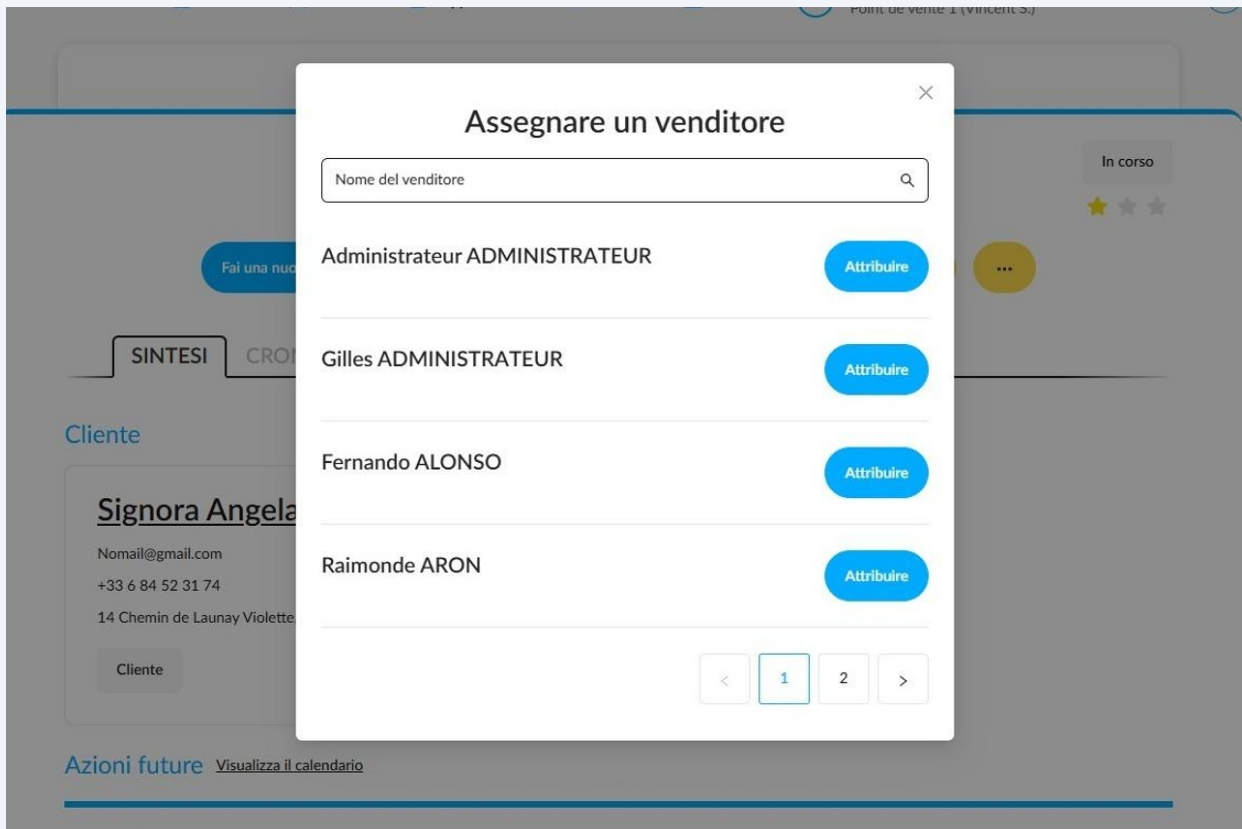 Point de vente 1 (Vincent S.)
Assegnare un venditore
Nome del venditore
In corso
Administrateur ADMINISTRATEUR
Attribuire
Fai una nuo
...
SINTESI
CRO
Gilles ADMINISTRATEUR
Attribuire
Cliente
Fernando ALONSO
Attribuire
Signora Angela
Nomail@gmail.com
+33 6 84 52 31 74
14 Chemin de Launay Violette
Cliente
Raimonde ARON
Attribuire
< 1 2 >
Azioni future Visualizza il calendario